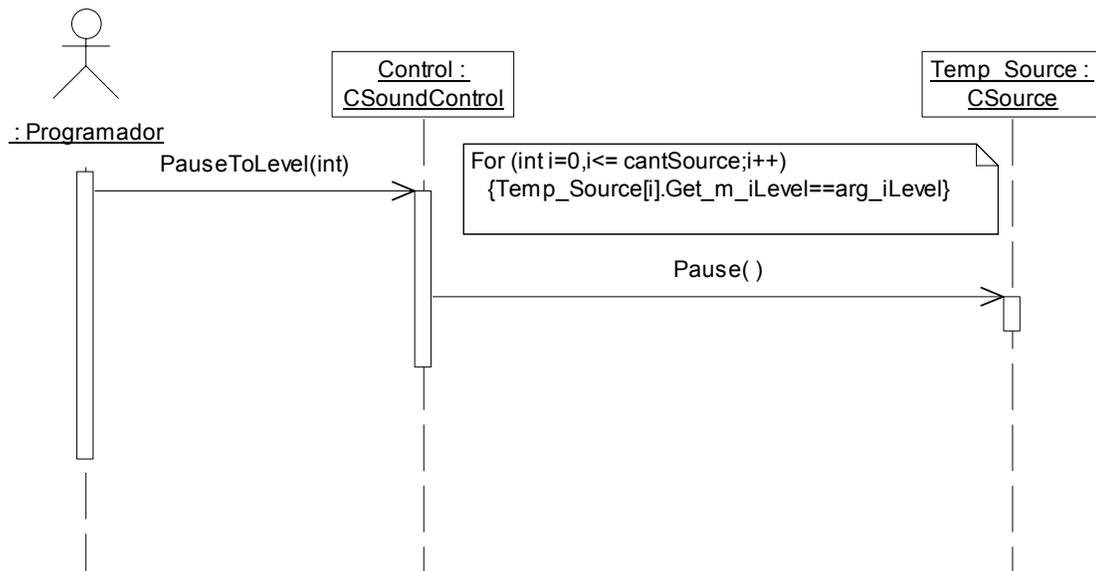 Control :
CSoundControl
Temp_Source :
CSource
: Programador
PauseToLevel(int)
For (int i=0,i<= cantSource;i++)
{Temp_Source[i].Get_m_iLevel==arg_iLevel}
Pause( )